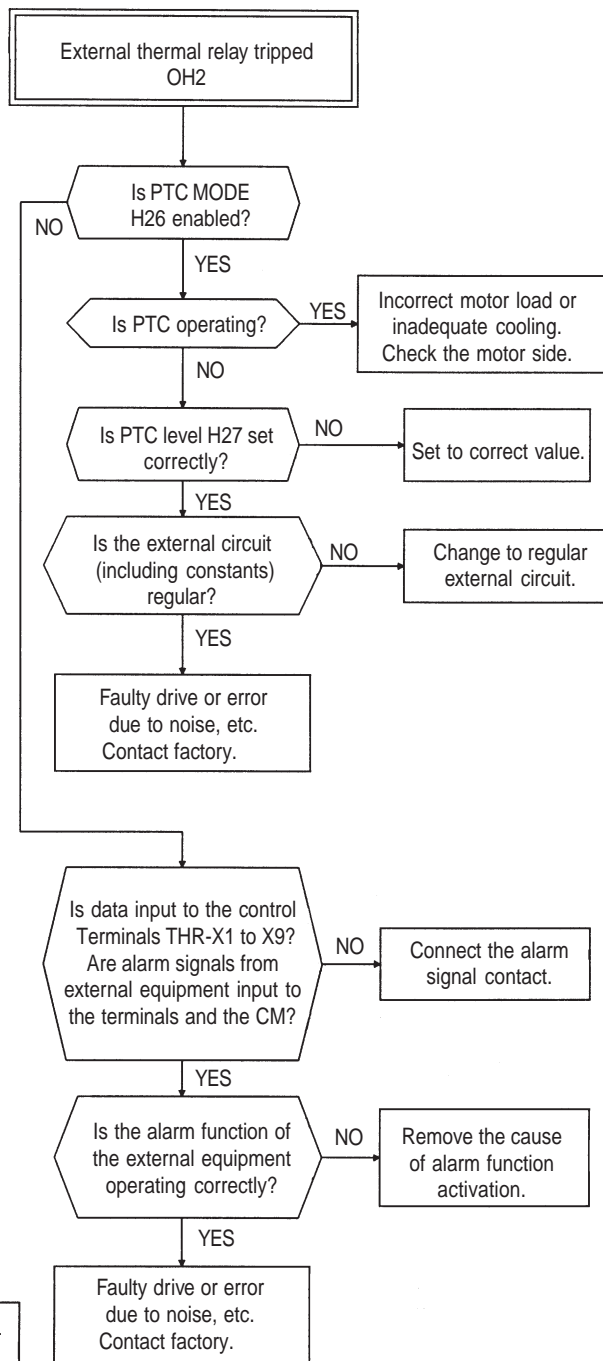 External thermal relay tripped
OH2
Is PTC MODE
H26 enabled?
NO
YES
Is PTC operating?
YES
Incorrect motor load or
inadequate cooling.
Check the motor side.
NO
Is PTC level H27 set
correctly?
NO
Set to correct value.
YES
Is the external circuit
(including constants)
regular?
NO
Change to regular
external circuit.
YES
Faulty drive or error
due to noise, etc.
Contact factory.
Is data input to the control
Terminals THR-X1 to X9?
Are alarm signals from
external equipment input to
the terminals and the CM?
NO
Connect the alarm
signal contact.
YES
Is the alarm function of
the external equipment
operating correctly?
NO
Remove the cause
of alarm function
activation.
YES
Faulty drive or error
due to noise, etc.
Contact factory.